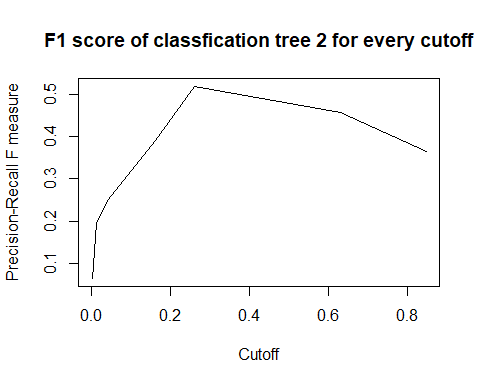 F1 score of classfication tree 2 for every cutoff
Precision-Recall F measure
0.5
0.4
0.3
0.2
0.1
0.0 0.2 0.4 0.6 0.8
Cutoff